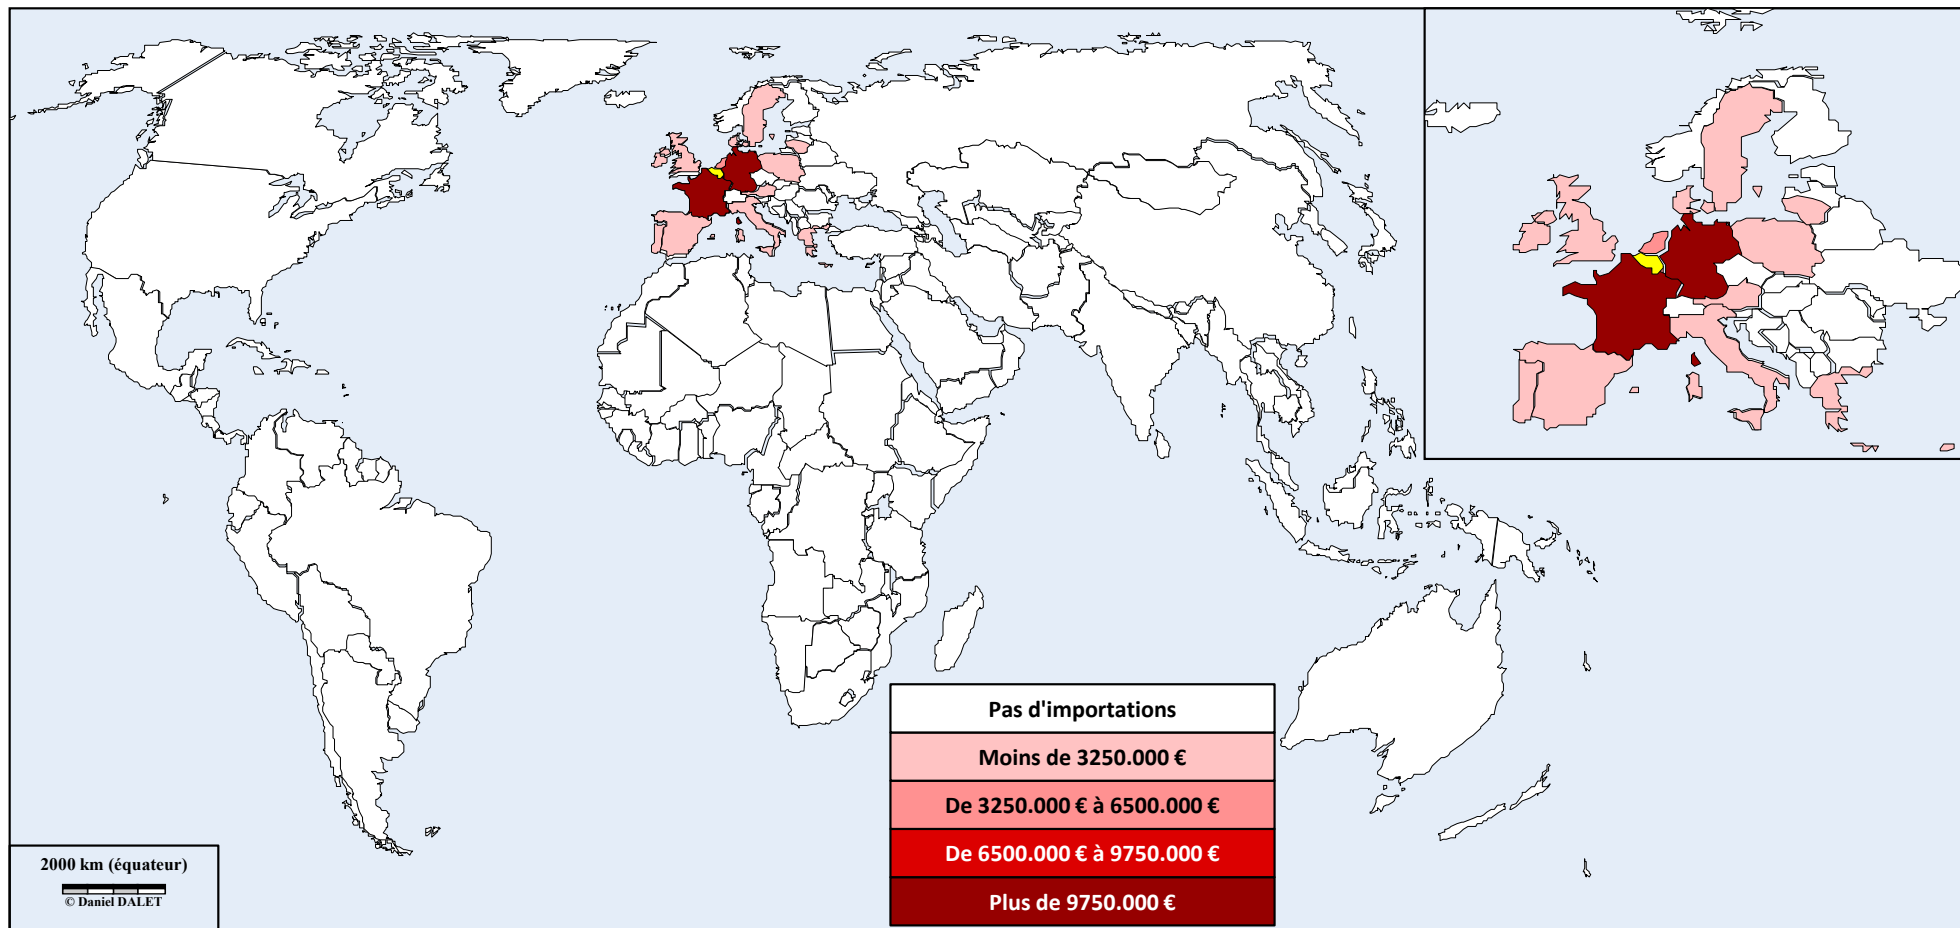 Pas d'importations
Moins de 3250.000 €
De 3250.000 € à 6500.000 €
De 6500.000 € à 9750.000 €
Plus de 9750.000 €
2000 km (équateur)
© Daniel DALET